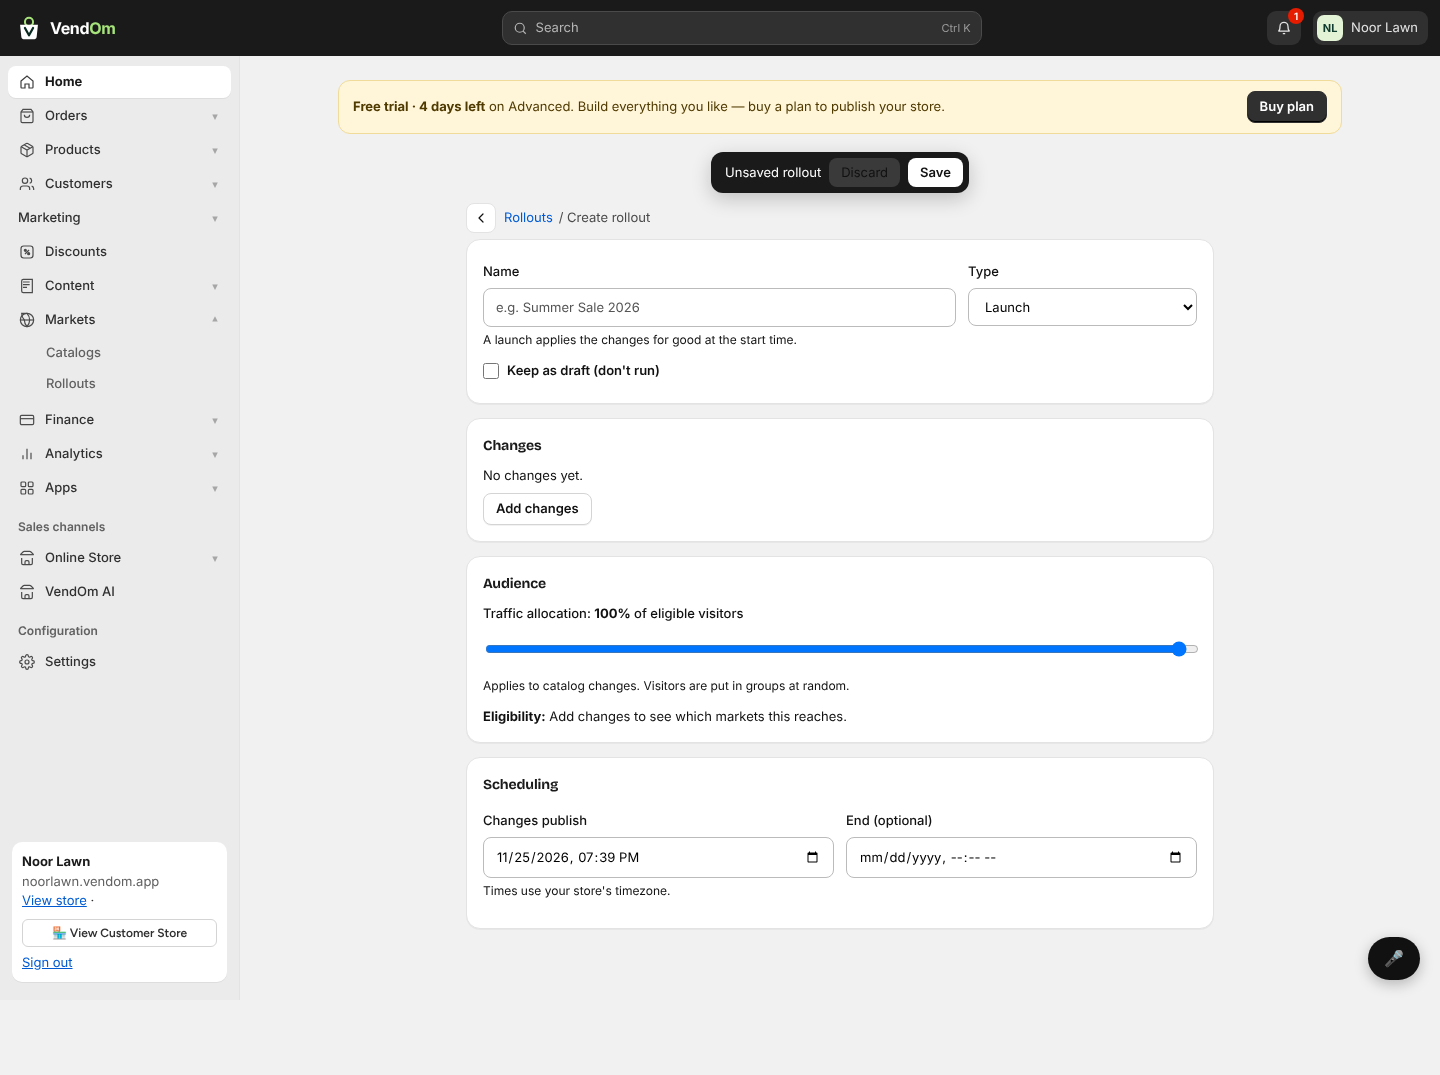 VendOm
Search
Ctrl K
1
NL
Noor Lawn
Home
Orders
Products
Customers
Marketing
Discounts
Content
Markets
Catalogs
Rollouts
Finance
Analytics
Apps
Sales channels
Online Store
VendOm AI
Configuration
Settings
Noor Lawn
noorlawn.vendom.app
View store ·
View Customer Store
Sign out
Free trial · 4 days left on Advanced. Build everything you like — buy a plan to publish your store.
Buy plan
Unsaved rollout
Discard
Save
Rollouts / Create rollout
Name
Type
e.g. Summer Sale 2026
Launch
A launch applies the changes for good at the start time.
Keep as draft (don't run)
Changes
No changes yet.
Add changes
Audience
Traffic allocation: 100% of eligible visitors
Applies to catalog changes. Visitors are put in groups at random.
Eligibility: Add changes to see which markets this reaches.
Scheduling
Changes publish
End (optional)
11/25/2026, 07:39 PM
mm/dd/yyyy, --:-- --
Times use your store's timezone.